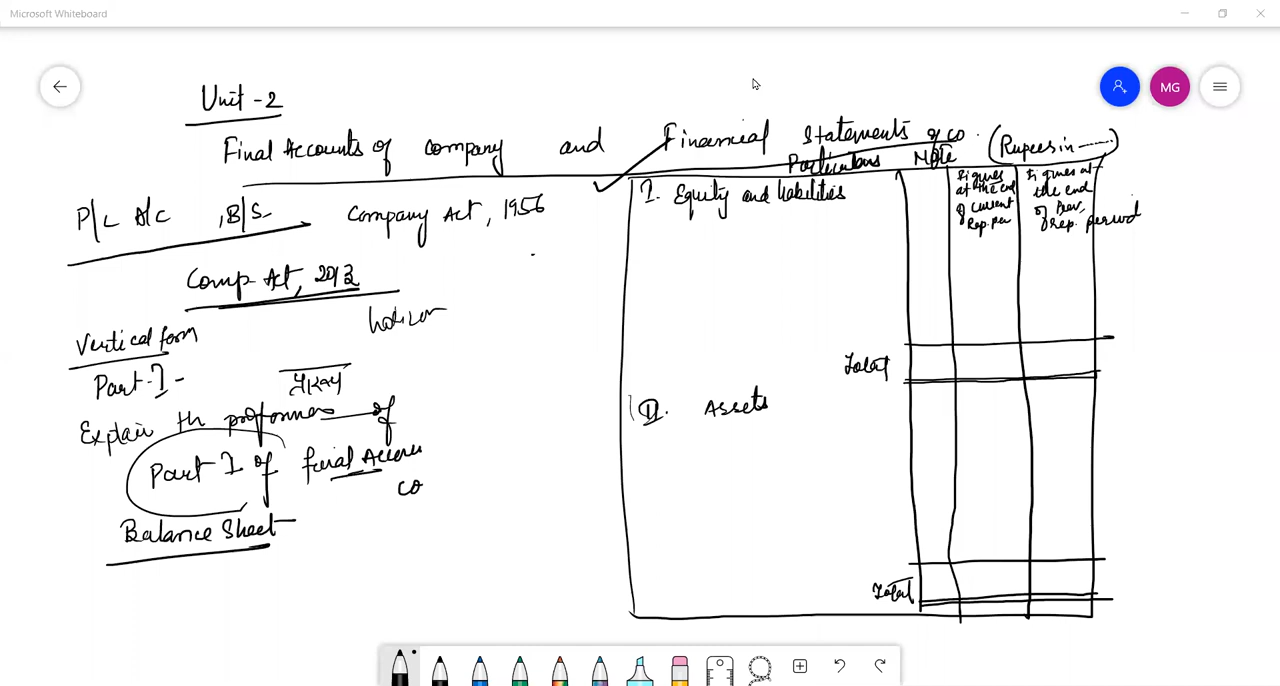 Microsoft Whiteboard
MG
Unit-2
Final Accounts of company and Financial Statements of co.
(Rupees in ------)
P/L A/C , B/S
Company Act, 1956
Comp Act, 2013
Vertical form
Part-I -
Explain th proforma of
Part I of Final Accoun
co
Balance Sheet
Particulars
Note
Figures at the end of current Rep. per
Figures at the end of Prev. rep. period
I. Equity and liabilities
Total
II. Assets
Total